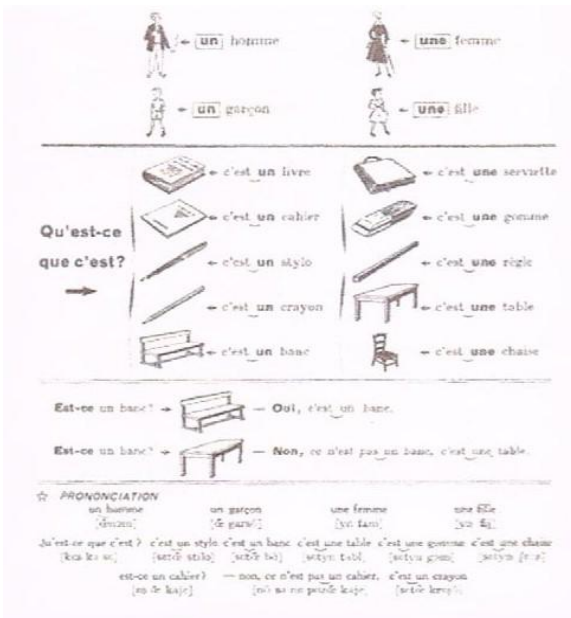 un homme une femme
un garçon une fille
c'est un livre c'est une serviette
c'est un cahier c'est une gomme
Qu'est-ce
que c'est? c'est un stylo c'est une règle
c'est un crayon c'est une table
c'est un banc c'est une chaise
Est-ce un banc? — Oui, c'est un banc.
Est-ce un banc? — Non, ce n'est pas un banc, c'est une table.
☆ PRONONCIATION
un homme un garçon une femme une fille
qu'est-ce que c'est? c'est un stylo c'est un banc c'est une table c'est une gomme c'est une chaise
est-ce un cahier? — non, ce n'est pas un cahier, c'est un crayon